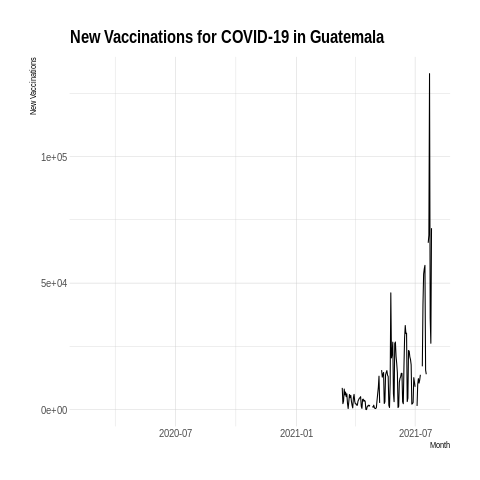 New Vaccinations for COVID-19 in Guatemala
New Vaccinations
1e+05
5e+04
0e+00
2020-07
2021-01
2021-07
Month